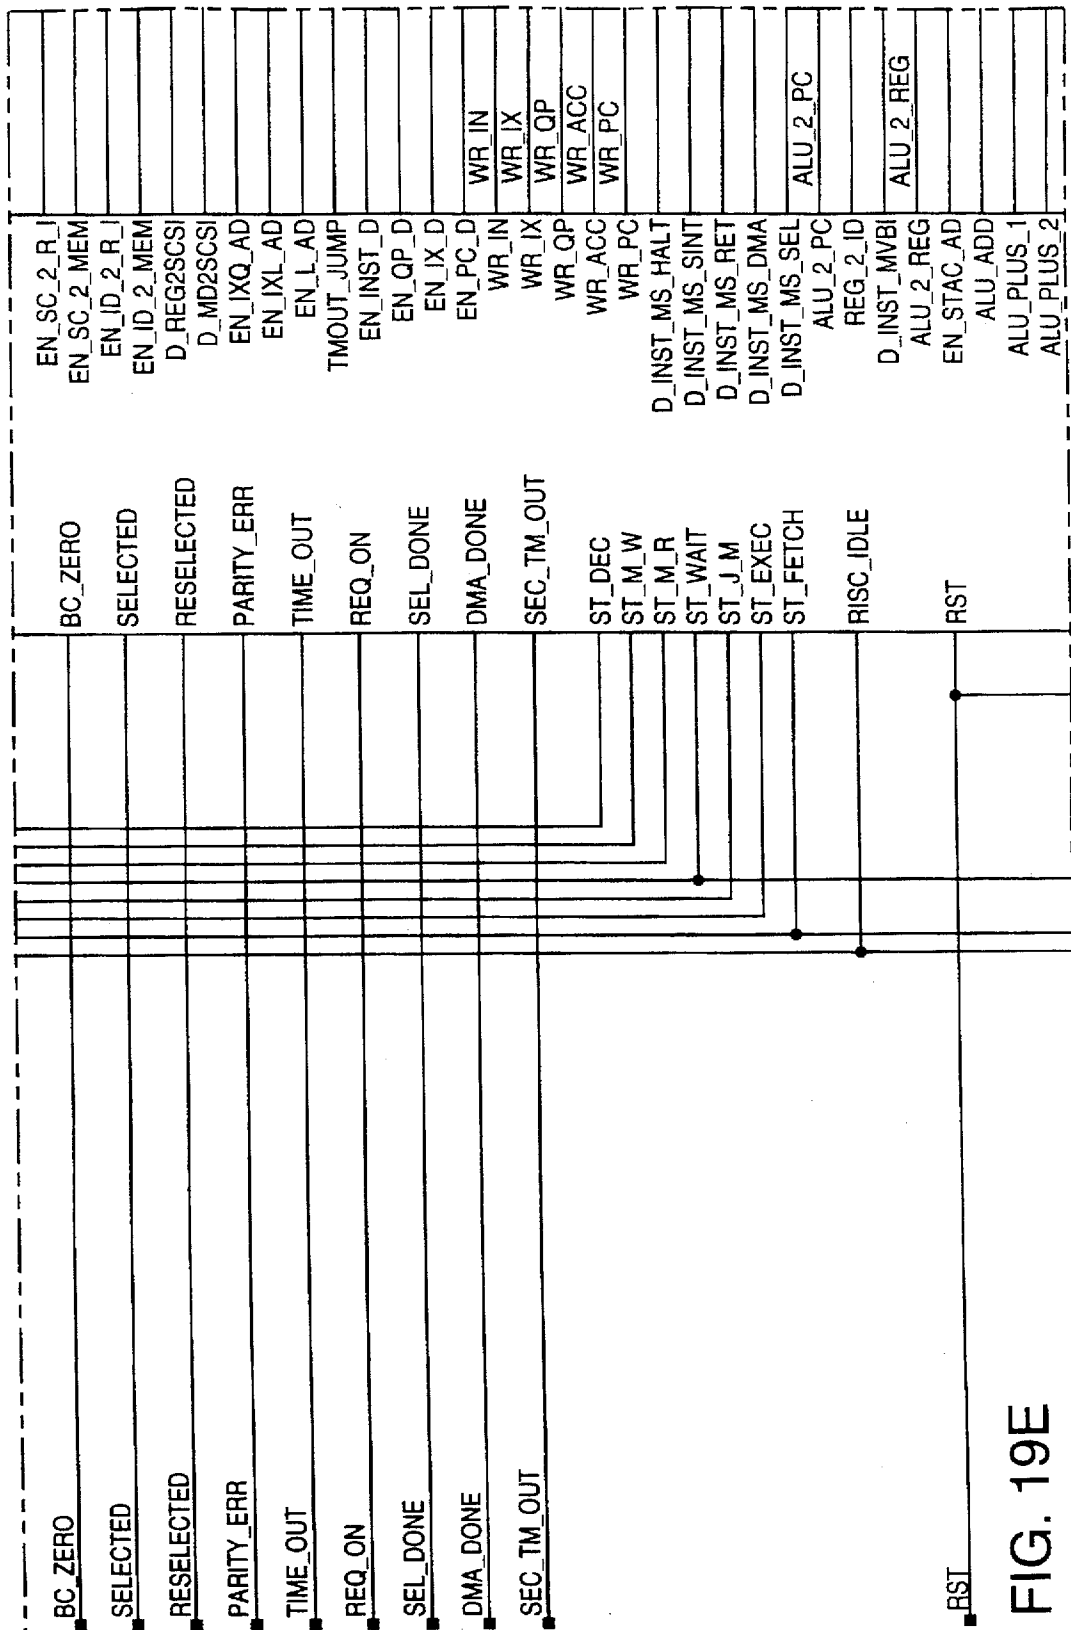 BC_ZERO
SELECTED
RESELECTED
PARITY_ERR
TIME_OUT
REQ_ON
SEL_DONE
DMA_DONE
SEC_TM_OUT
RST
BC_ZERO
SELECTED
RESELECTED
PARITY_ERR
TIME_OUT
REQ_ON
SEL_DONE
DMA_DONE
SEC_TM_OUT
ST_DEC
ST_M_W
ST_M_R
ST_WAIT
ST_J_M
ST_EXEC
ST_FETCH
RISC_IDLE
RST
EN_SC_2_R_I
EN_SC_2_MEM
EN_ID_2_R_I
EN_ID_2_MEM
D_REG2SCSI
D_MD2SCSI
EN_IXQ_AD
EN_IXL_AD
EN_L_AD
TMOUT_JUMP
EN_INST_D
EN_QP_D
EN_IX_D
EN_PC_D
WR_IN
WR_IX
WR_QP
WR_ACC
WR_PC
D_INST_MS_HALT
D_INST_MS_SINT
D_INST_MS_RET
D_INST_MS_DMA
D_INST_MS_SEL
ALU_2_PC
REG_2_ID
D_INST_MVBI
ALU_2_REG
EN_STAC_AD
ALU_ADD
ALU_PLUS_1
ALU_PLUS_2
WR_IN
WR_IX
WR_QP
WR_ACC
WR_PC
ALU_2_PC
ALU_2_REG
FIG. 19E